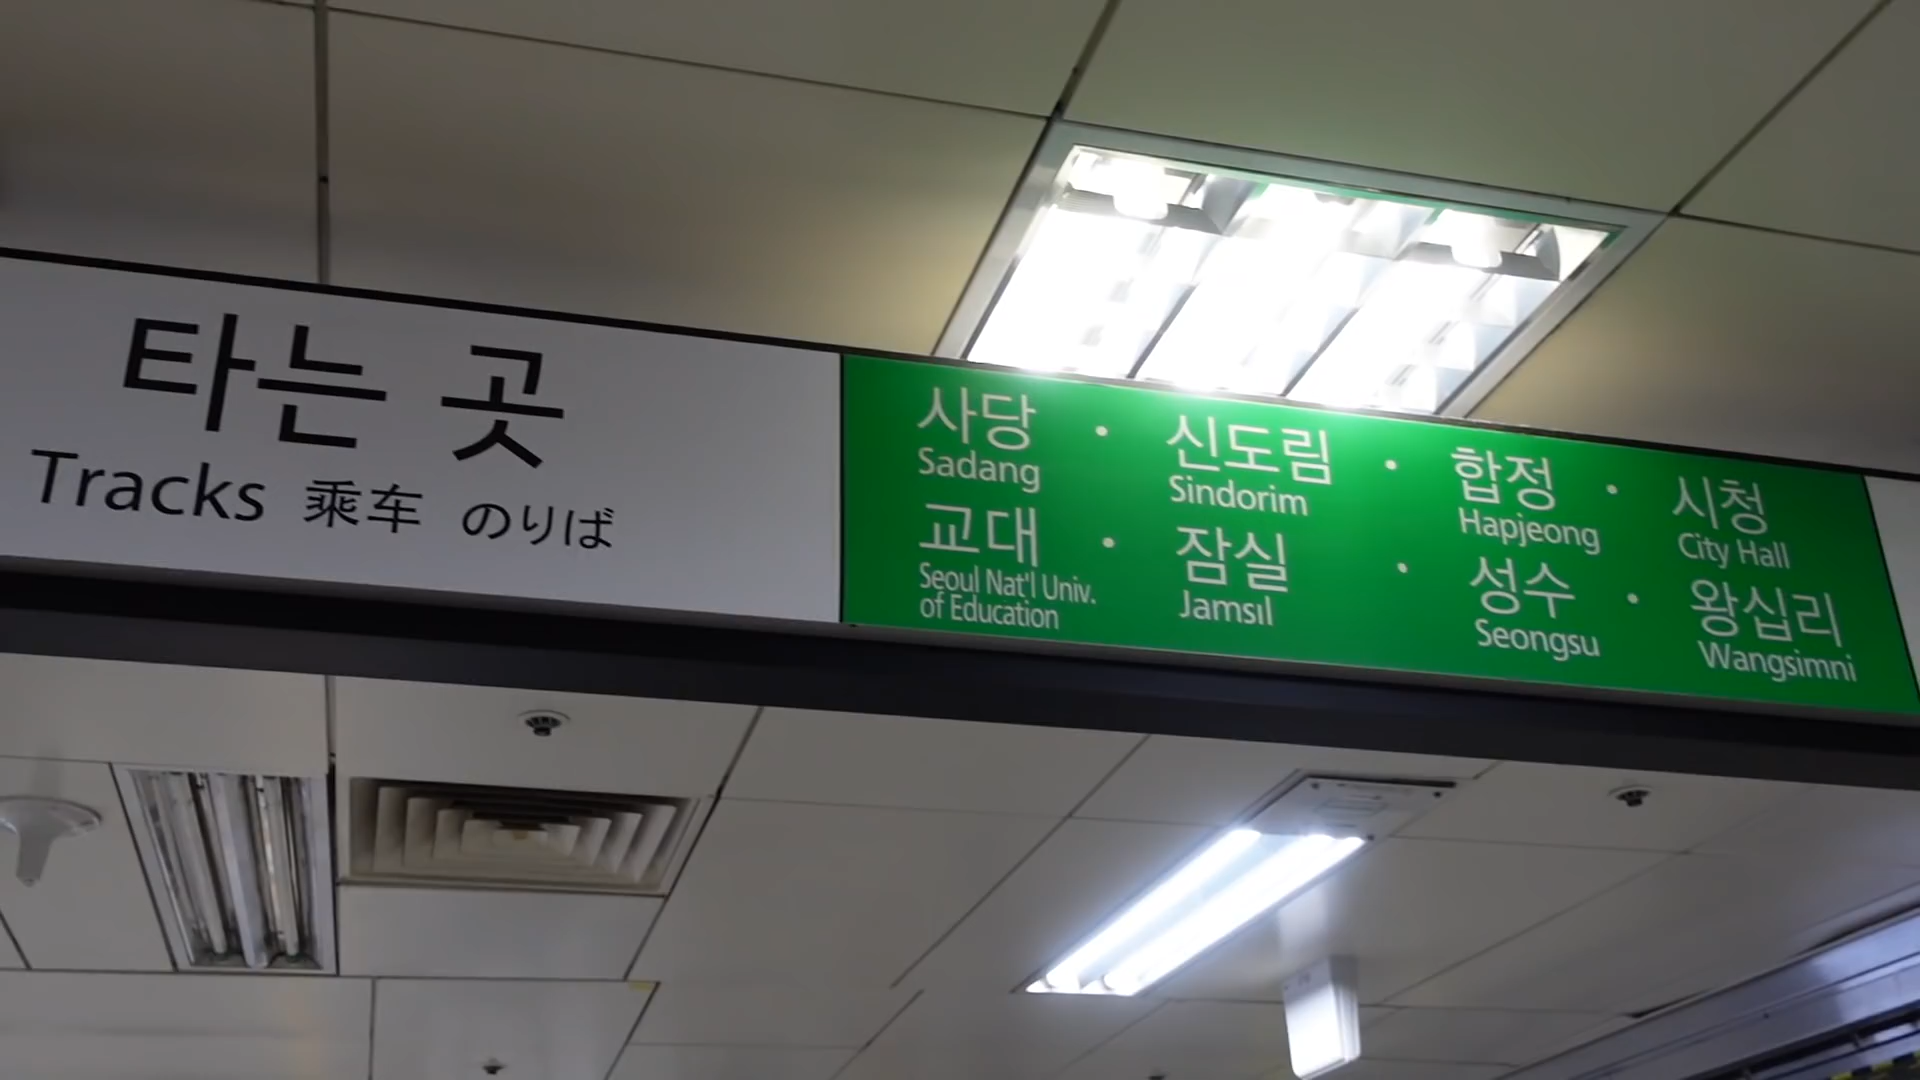 타는 곳
Tracks 乘车 のりば
사당 · 신도림 · 합정 · 시청
Sadang Sindorim Hapjeong City Hall
교대 · 잠실 · 성수 · 왕십리
Seoul Nat'l Univ. of Education Jamsil Seongsu Wangsimni